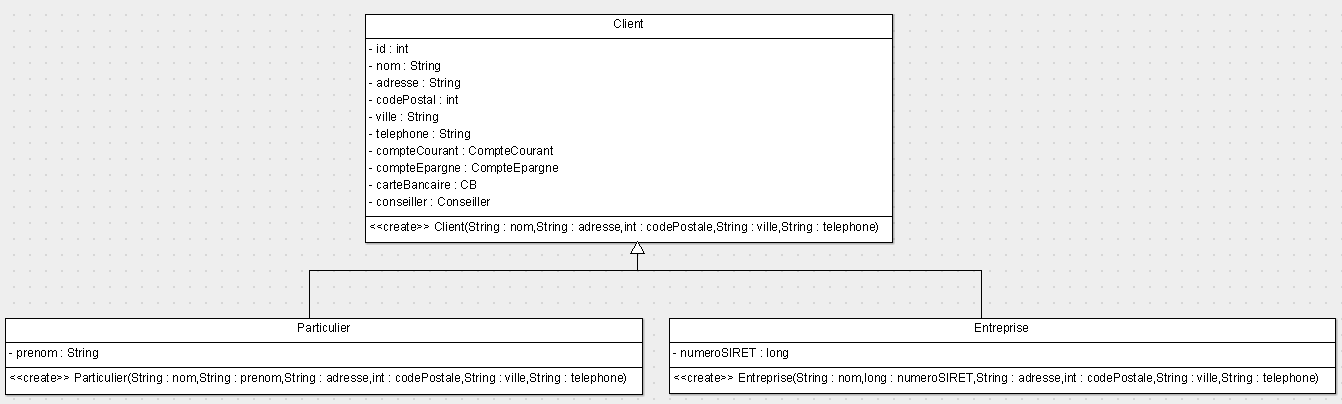 Client
- id : int
- nom : String
- adresse : String
- codePostal : int
- ville : String
- telephone : String
- compteCourant : CompteCourant
- compteEpargne : CompteEpargne
- carteBancaire : CB
- conseiller : Conseiller
<<create>> Client(String : nom,String : adresse,int : codePostale,String : ville,String : telephone)
Particulier
- prenom : String
<<create>> Particulier(String : nom,String : prenom,String : adresse,int : codePostale,String : ville,String : telephone)
Entreprise
- numeroSIRET : long
<<create>> Entreprise(String : nom,long : numeroSIRET,String : adresse,int : codePostale,String : ville,String : telephone)